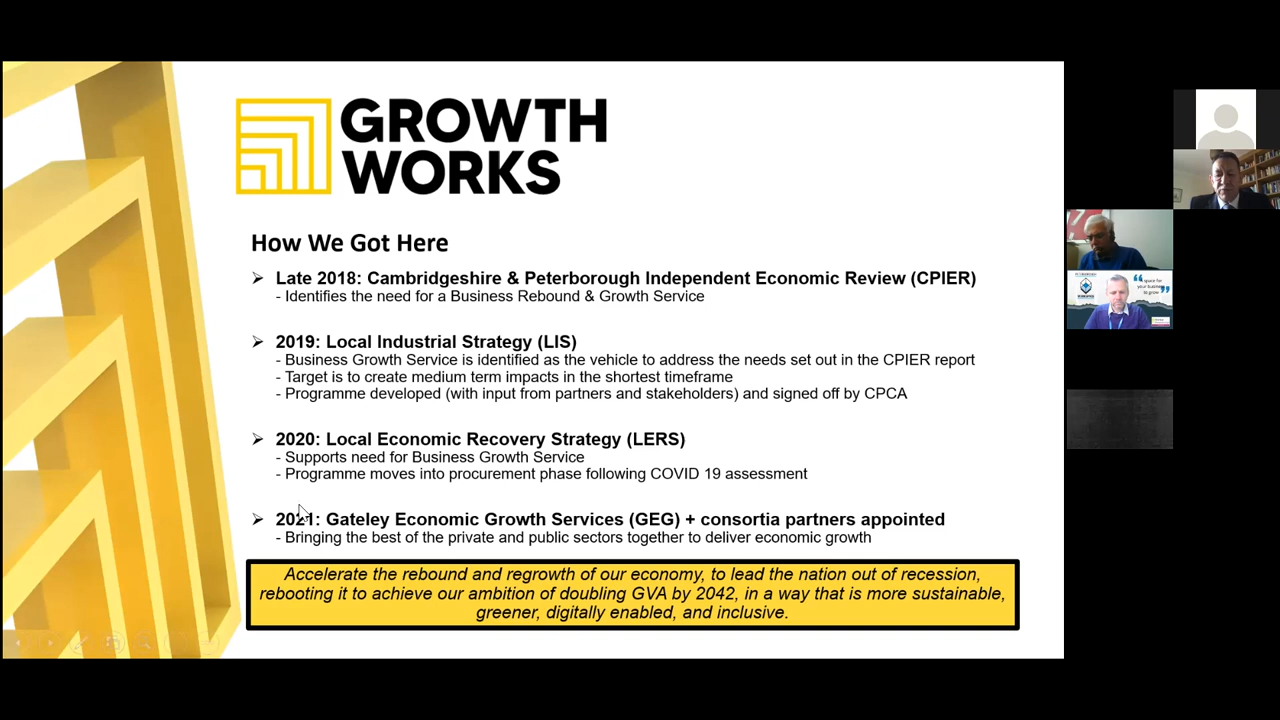 GROWTH
WORKS
How We Got Here
➢ Late 2018: Cambridgeshire & Peterborough Independent Economic Review (CPIER)
- Identifies the need for a Business Rebound & Growth Service
➢ 2019: Local Industrial Strategy (LIS)
- Business Growth Service is identified as the vehicle to address the needs set out in the CPIER report
- Target is to create medium term impacts in the shortest timeframe
- Programme developed (with input from partners and stakeholders) and signed off by CPCA
➢ 2020: Local Economic Recovery Strategy (LERS)
- Supports need for Business Growth Service
- Programme moves into procurement phase following COVID 19 assessment
➢ 2021: Gateley Economic Growth Services (GEG) + consortia partners appointed
- Bringing the best of the private and public sectors together to deliver economic growth
Accelerate the rebound and regrowth of our economy, to lead the nation out of recession,
rebooting it to achieve our ambition of doubling GVA by 2042, in a way that is more sustainable,
greener, digitally enabled, and inclusive.
space for
your business
to grow